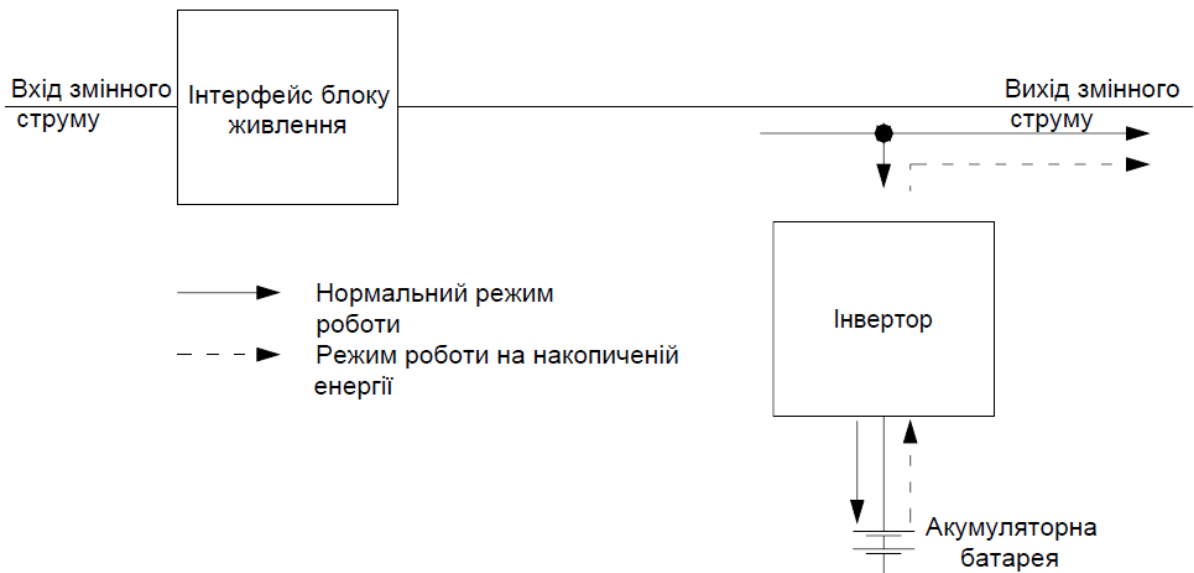 Вхід змінного
струму
Інтерфейс блоку
живлення
Вихід змінного
струму
Нормальний режим
роботи
Режим роботи на накопиченій
енергії
Інвертор
Акумуляторна
батарея